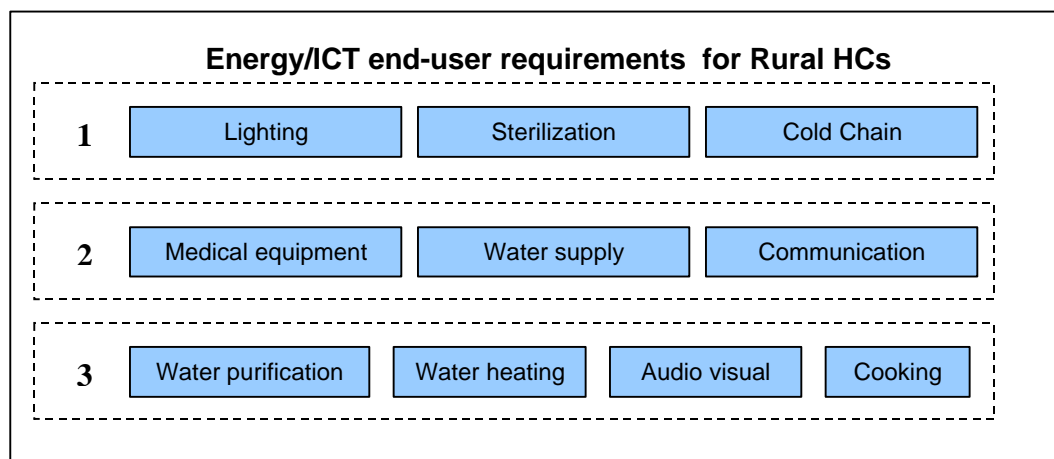 Energy/ICT end-user requirements for Rural HCs
1 Lighting Sterilization Cold Chain
2 Medical equipment Water supply Communication
3 Water purification Water heating Audio visual Cooking